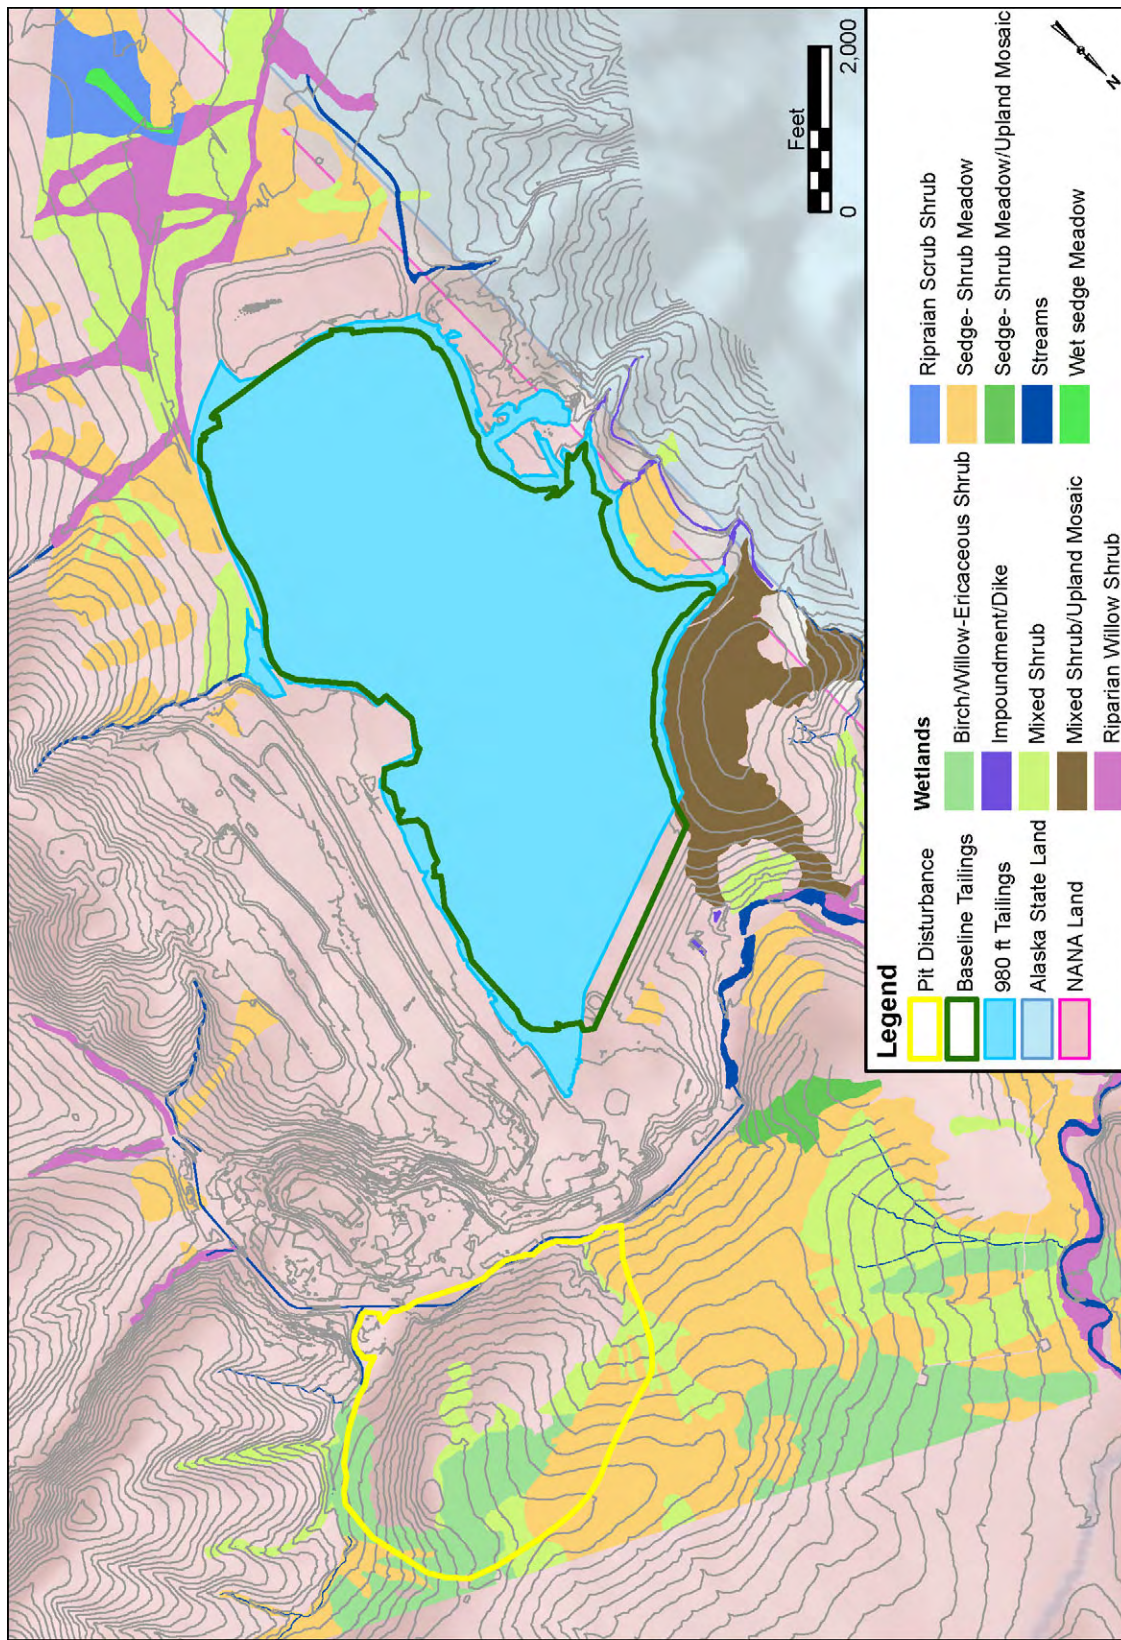 Feet
0 2,000
Legend
Pit Disturbance
Baseline Tailings
980 ft Tailings
Alaska State Land
NANA Land
Wetlands
Birch/Willow-Ericaceous Shrub
Impoundment/Dike
Mixed Shrub
Mixed Shrub/Upland Mosaic
Riparian Willow Shrub
Ripraian Scrub Shrub
Sedge- Shrub Meadow
Sedge- Shrub Meadow/Upland Mosaic
Streams
Wet sedge Meadow
N